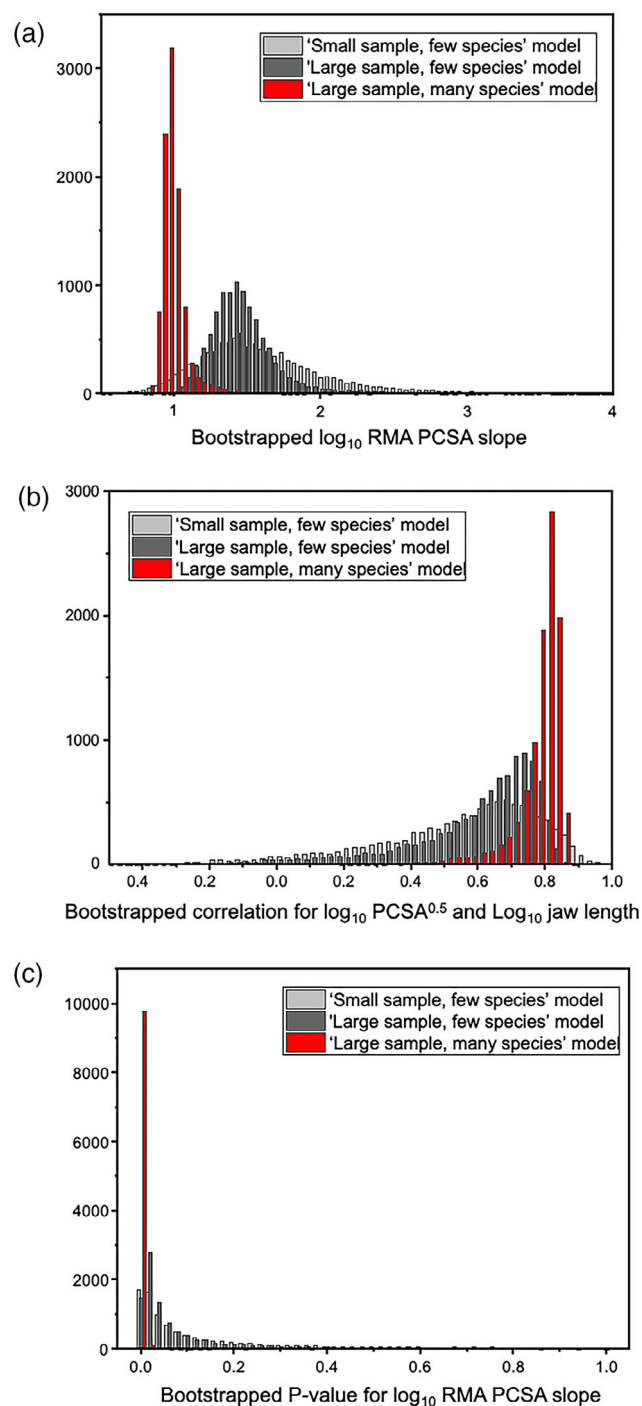 (a)
‘Small sample, few species’ model
'Large sample, few species’ model
‘Large sample, many species’ model
3000
2000
1000
0
1 2 3 4
Bootstrapped log₁₀ RMA PCSA slope
(b)
3000
‘Small sample, few species’ model
'Large sample, few species’ model
‘Large sample, many species’ model
2000
1000
0
0.4 0.2 0.0 0.2 0.4 0.6 0.8 1.0
Bootstrapped correlation for log₁₀ PCSA⁰·⁵ and Log₁₀ jaw length
(c)
10000
‘Small sample, few species’ model
'Large sample, few species’ model
‘Large sample, many species’ model
8000
6000
4000
2000
0
0.0 0.2 0.4 0.6 0.8 1.0
Bootstrapped P-value for log₁₀ RMA PCSA slope